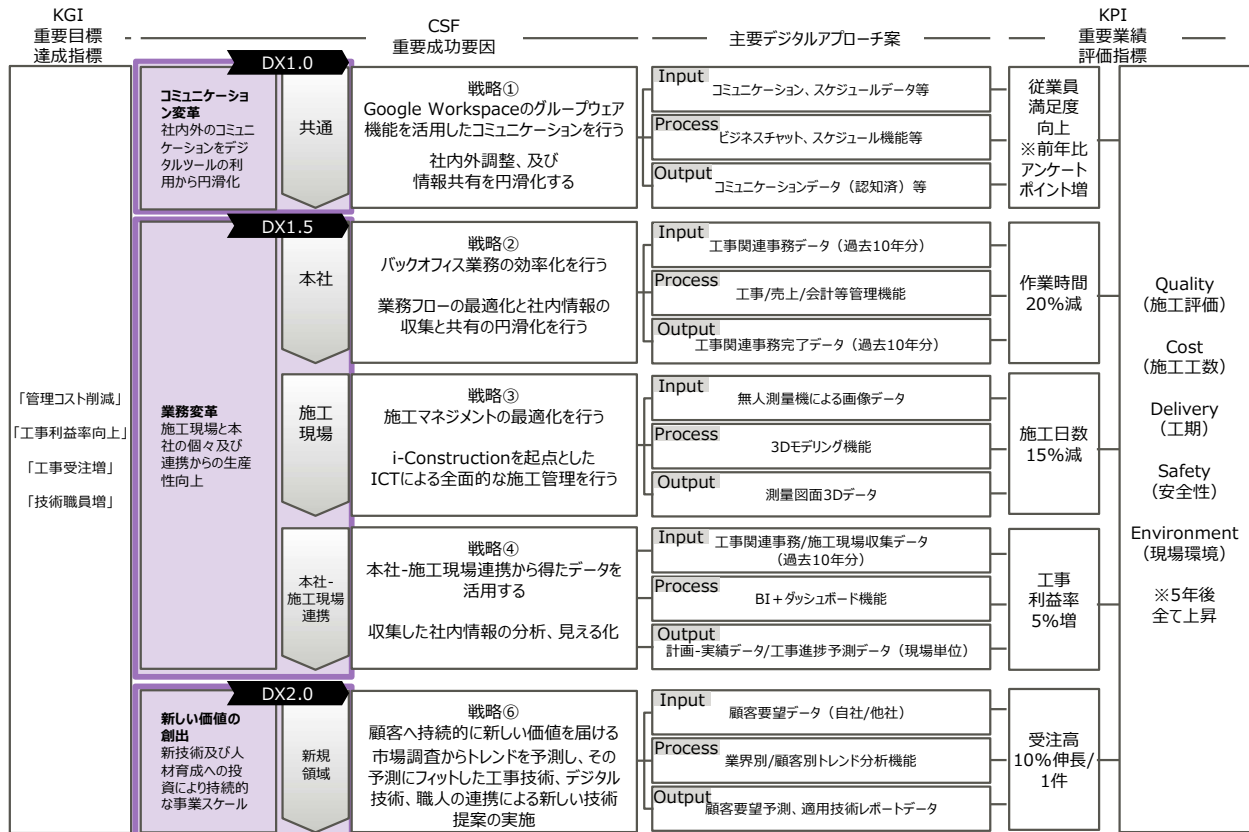 KGI
重要目標
達成指標
CSF
重要成功要因
主要デジタルアプローチ案
KPI
重要業績
評価指標
「管理コスト削減」
「工事利益率向上」
「工事受注増」
「技術職員増」
DX1.0
コミュニケーショ
ン変革
社内外のコミュニ
ケーションをデジ
タルツールの利
用から円滑化
共通
戦略①
Google Workspaceのグループウェア
機能を活用したコミュニケーションを行う
社内外調整、及び
情報共有を円滑化する
Input
コミュニケーション、スケジュールデータ等
Process
ビジネスチャット、スケジュール機能等
Output
コミュニケーションデータ（認知済）等
従業員
満足度
向上
※前年比
アンケート
ポイント増
DX1.5
業務変革
施工現場と本
社の個々及び
連携からの生産
性向上
本社
戦略②
バックオフィス業務の効率化を行う
業務フローの最適化と社内情報の
収集と共有の円滑化を行う
Input
工事関連事務データ（過去10年分）
Process
工事/売上/会計等管理機能
Output
工事関連事務完了データ（過去10年分）
作業時間
20%減
施工
現場
戦略③
施工マネジメントの最適化を行う
i-Constructionを起点とした
ICTによる全面的な施工管理を行う
Input
無人測量機による画像データ
Process
3Dモデリング機能
Output
測量図面3Dデータ
施工日数
15%減
本社-
施工現場
連携
戦略④
本社-施工現場連携から得たデータを
活用する
収集した社内情報の分析、見える化
Input
工事関連事務/施工現場収集データ
（過去10年分）
Process
BI＋ダッシュボード機能
Output
計画-実績データ/工事進捗予測データ（現場単位）
工事
利益率
5%増
DX2.0
新しい価値の
創出
新技術及び人
材育成への投
資により持続的
な事業スケール
新規
領域
戦略⑥
顧客へ持続的に新しい価値を届ける
市場調査からトレンドを予測し、その
予測にフィットした工事技術、デジタル
技術、職人の連携による新しい技術
提案の実施
Input
顧客要望データ（自社/他社）
Process
業界別/顧客別トレンド分析機能
Output
顧客要望予測、適用技術レポートデータ
受注高
10%伸長/
1件
Quality
（施工評価）
Cost
（施工工数）
Delivery
（工期）
Safety
（安全性）
Environment
（現場環境）
※5年後
全て上昇